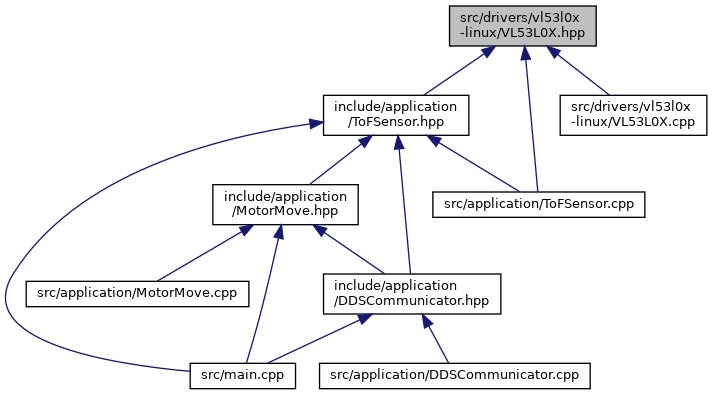 src/drivers/vl53l0x
-linux/VL53L0X.hpp
include/application
/ToFSensor.hpp
src/drivers/vl53l0x
-linux/VL53L0X.cpp
include/application
/MotorMove.hpp
src/application/ToFSensor.cpp
src/application/MotorMove.cpp
include/application
/DDSCommunicator.hpp
src/main.cpp
src/application/DDSCommunicator.cpp